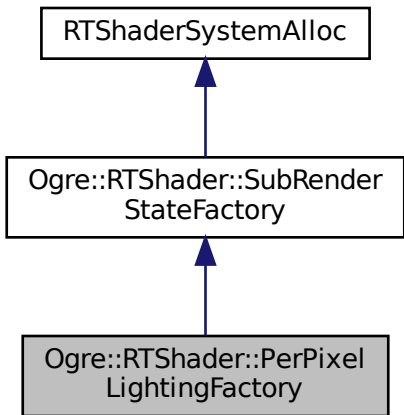 RTShaderSystemAlloc
Ogre::RTShader::SubRender
StateFactory
Ogre::RTShader::PerPixel
LightingFactory